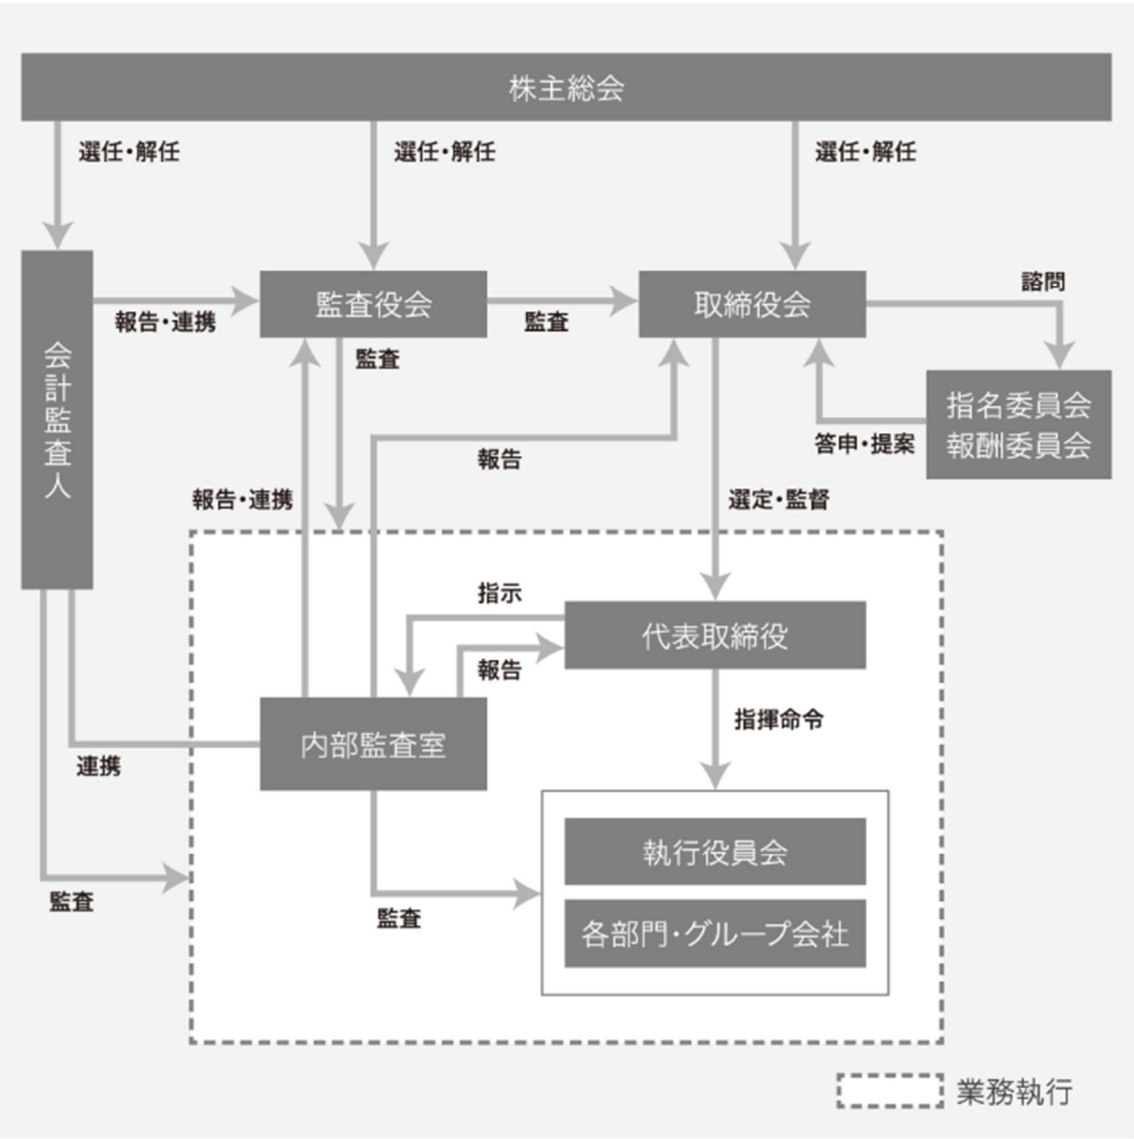 株主総会
選任・解任
選任・解任
選任・解任
会計監査人
報告・連携
監査役会
監査
取締役会
諮問
指名委員会
報酬委員会
答申・提案
監査
報告
報告・連携
選定・監督
指示
代表取締役
報告
指揮命令
内部監査室
連携
監査
監査
執行役員会
各部門・グループ会社
業務執行